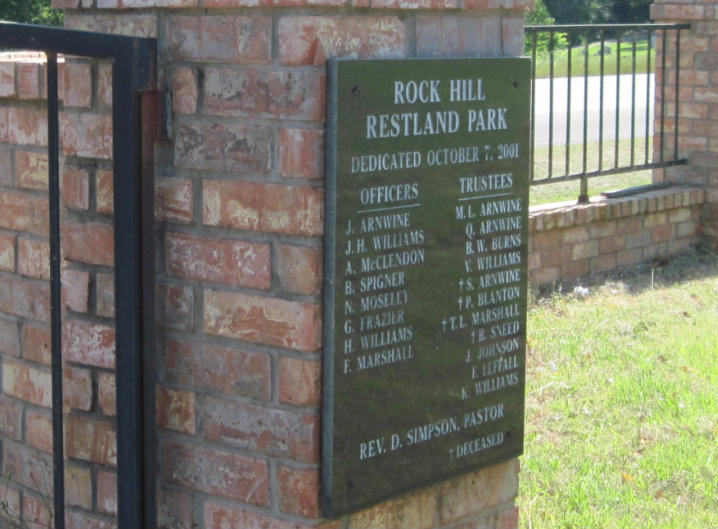 ROCK HILL
RESTLAND PARK
DEDICATED OCTOBER 7, 2001
OFFICERS
J. ARNWINE
J.H. WILLIAMS
A. McCLENDON
B. SPIGNER
N. MOSELEY
G. FRAZIER
H. WILLIAMS
F. MARSHALL
TRUSTEES
M.L. ARNWINE
Q. ARNWINE
B.W. BURNS
V. WILLIAMS
† S. ARNWINE
† P. BLANTON
† T.L. MARSHALL
† B. SNEED
J. JOHNSON
F. LEFFALL
K. WILLIAMS
REV. D. SIMPSON, PASTOR
† DECEASED